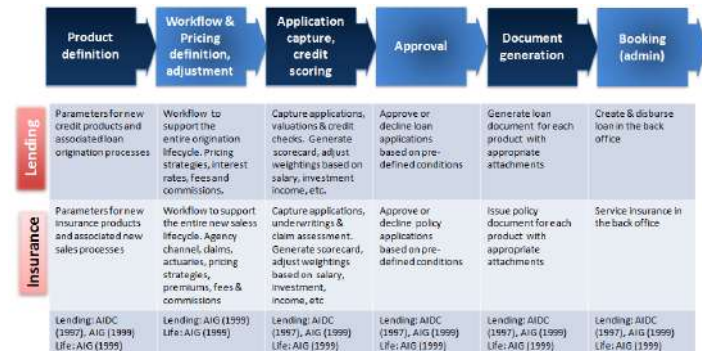 Product
definition
Workflow &
Pricing
definition,
adjustment
Application
capture,
credit
scoring
Approval
Document
generation
Booking
(admin)
Lending
Parameters for new
credit products and
associated loan
origination processes
Workflow to
support the
entire origination
lifecycle. Pricing
strategies, interest
rates, fees and
commissions.
Capture applications,
valuations & credit
checks. Generate
scorecard, adjust
weightings based on
salary, investment
income, etc.
Approve or
decline loan
applications
based on pre-
defined conditions
Generate loan
document for each
product with
appropriate
attachments
Create & disburse
loan in the back
office
Insurance
Parameters for new
insurance products
and associated new
sales processes
Workflow to support
the entire new saless
lifecycle. Agency
channel, claims,
actuaries, pricing
strategies,
premiums, fees &
commissions
Capture applications,
underwritings &
claim assessment.
Generate scorecard,
adjust weightings
based on salary,
investment,
income, etc
Approve or
decline policy
applications
based on pre-
defined conditions
Issue policy
document for each
product with
appropriate
attachments
Service insurance in
the back office
Lending: AIDC
(1997), AIG (1999)
Life: AIG (1999)
Lending: AIG (1999)
Life: AIG (1999)
Lending: AIDC
(1997), AIG (1999)
Life: AIG (1999)
Lending: AIDC
(1997), AIG (1999)
Life: AIG (1999)
Lending: AIDC
(1997), AIG (1999)
Life: AIG (1999)
Lending: AIDC
(1997), AIG (1999)
Life: AIG (1999)